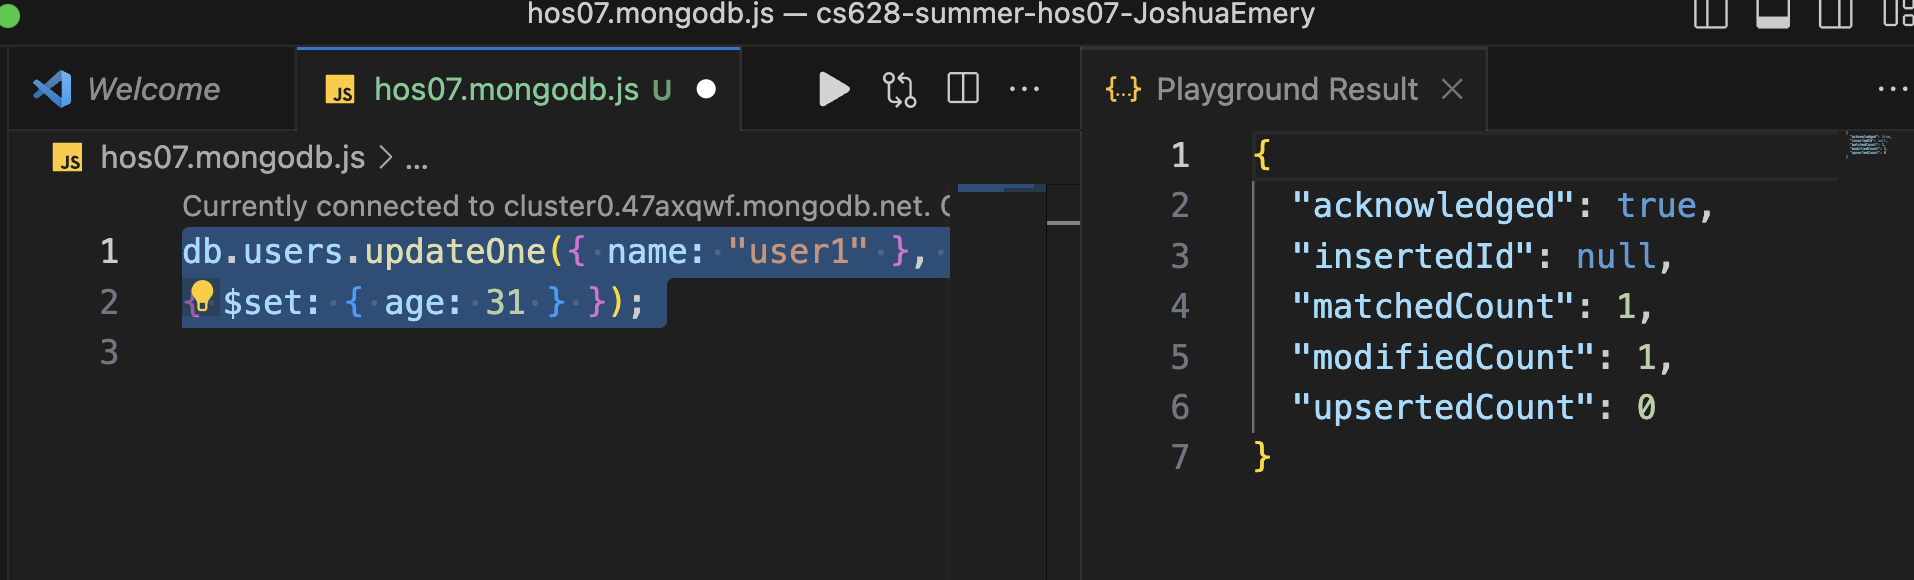 hos07.mongodb.js — cs628-summer-hos07-JoshuaEmery
Welcome
JS hos07.mongodb.js U
{...} Playground Result
JS hos07.mongodb.js > ...
Currently connected to cluster0.47axqwf.mongodb.net.
1 db.users.updateOne({ name: "user1" },
2 { $set: { age: 31 } });
3
1 {
2 "acknowledged": true,
3 "insertedId": null,
4 "matchedCount": 1,
5 "modifiedCount": 1,
6 "upsertedCount": 0
7 }